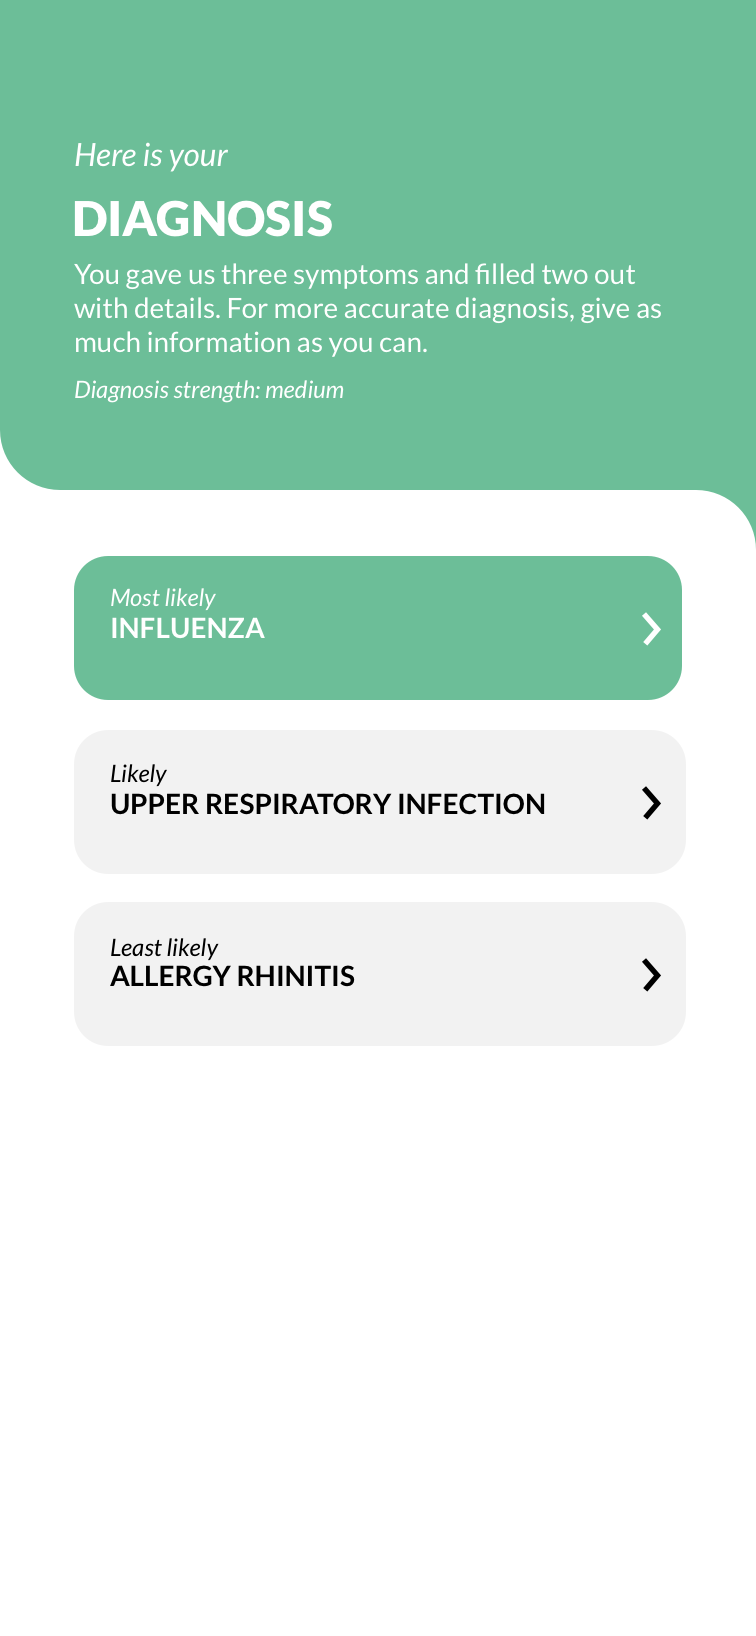 Here is your
DIAGNOSIS
You gave us three symptoms and filled two out
with details. For more accurate diagnosis, give as
much information as you can.
Diagnosis strength: medium
Most likely
INFLUENZA
Likely
UPPER RESPIRATORY INFECTION
Least likely
ALLERGY RHINITIS